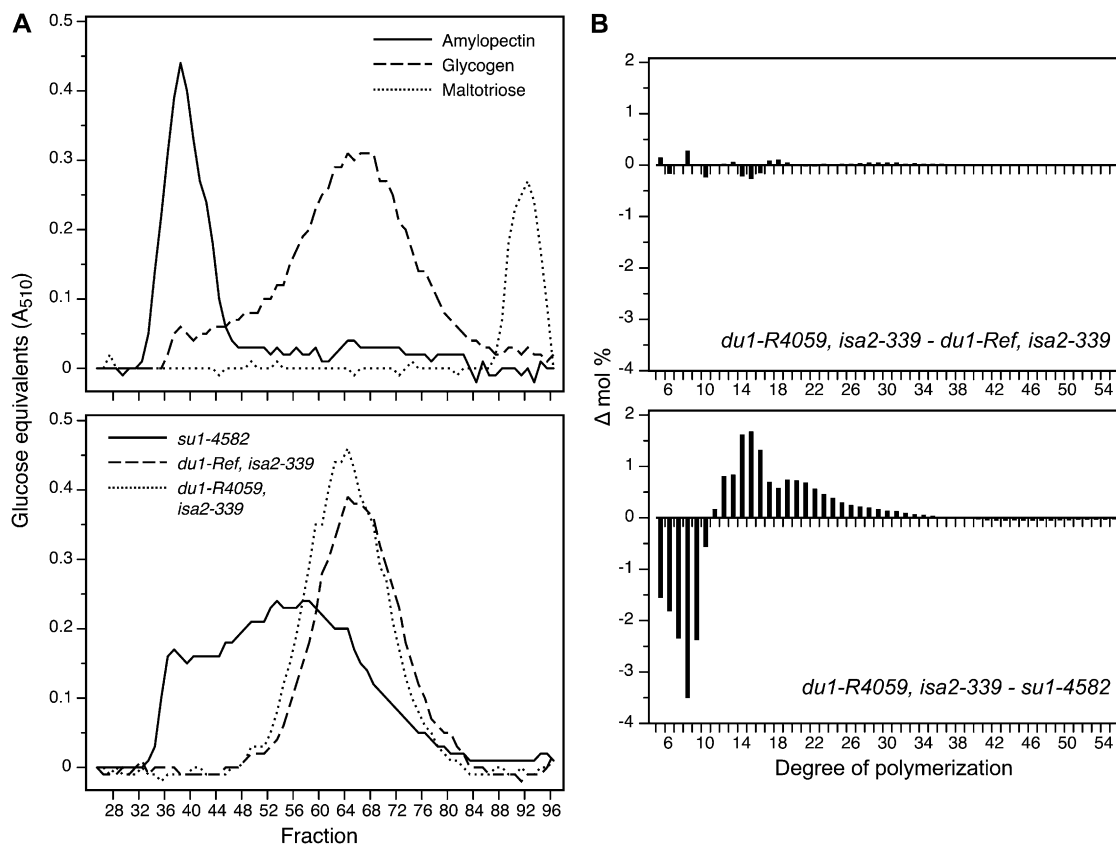 A
0.5
0.4
0.3
0.2
0.1
0
Amylopectin
Glycogen
Maltotriose
0.5
0.4
0.3
0.2
0.1
0
su1-4582
du1-Ref, isa2-339
du1-R4059,
isa2-339
28 32 36 40 44 48 52 56 60 64 68 72 76 80 84 88 92 96
Fraction
Glucose equivalents (A510)
B
2
1
0
-1
-2
-3
-4
du1-R4059, isa2-339 - du1-Ref, isa2-339
6 10 14 18 22 26 30 34 38 42 46 50 54
2
1
0
-1
-2
-3
-4
du1-R4059, isa2-339 - su1-4582
6 10 14 18 22 26 30 34 38 42 46 50 54
Degree of polymerization
Δ mol %